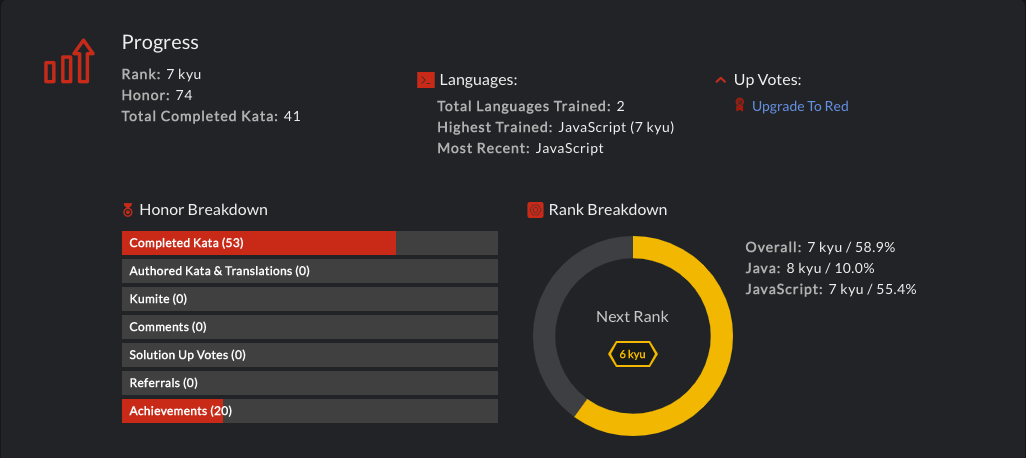 Progress
Rank: 7 kyu
Honor: 74
Total Completed Kata: 41
Languages:
Total Languages Trained: 2
Highest Trained: JavaScript (7 kyu)
Most Recent: JavaScript
Up Votes:
Upgrade To Red
Honor Breakdown
Completed Kata (53)
Authored Kata & Translations (0)
Kumite (0)
Comments (0)
Solution Up Votes (0)
Referrals (0)
Achievements (20)
Rank Breakdown
Next Rank
6 kyu
Overall: 7 kyu / 58.9%
Java: 8 kyu / 10.0%
JavaScript: 7 kyu / 55.4%